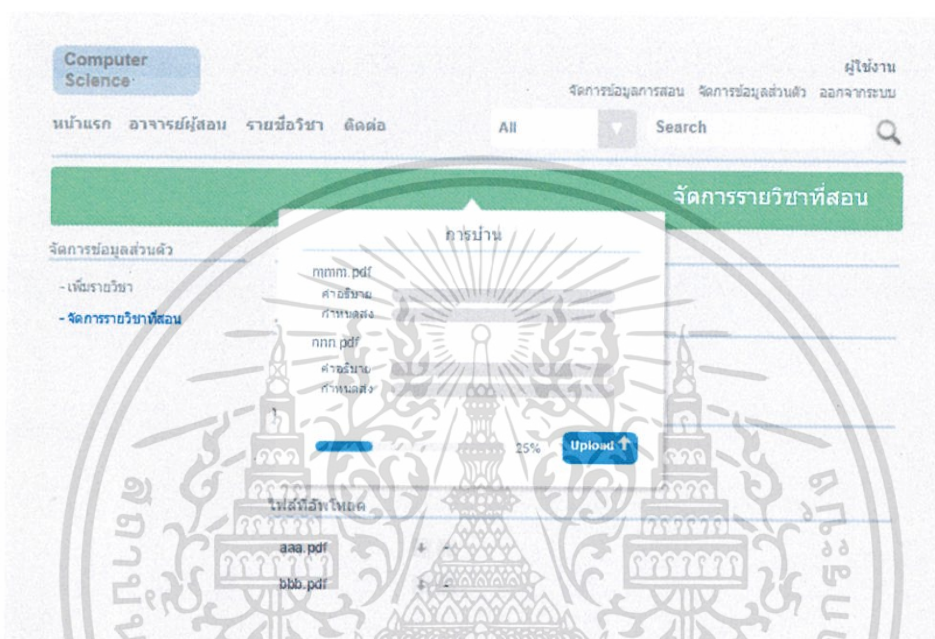 Computer
Science
ผู้ใช้งาน
จัดการข้อมูลการสอน จัดการข้อมูลส่วนตัว ออกจากระบบ
หน้าแรก อาจารย์ผู้สอน รายชื่อวิชา ติดต่อ All Search
จัดการรายวิชาที่สอน
การบ้าน
จัดการข้อมูลส่วนตัว
mmm.pdf
- เพิ่มรายวิชา
คำอธิบาย
กำหนดส่ง
- จัดการรายวิชาที่สอน
nnn.pdf
คำอธิบาย
กำหนดส่ง
25% Upload
ไฟล์ที่อัพโหลด
aaa.pdf
bbb.pdf